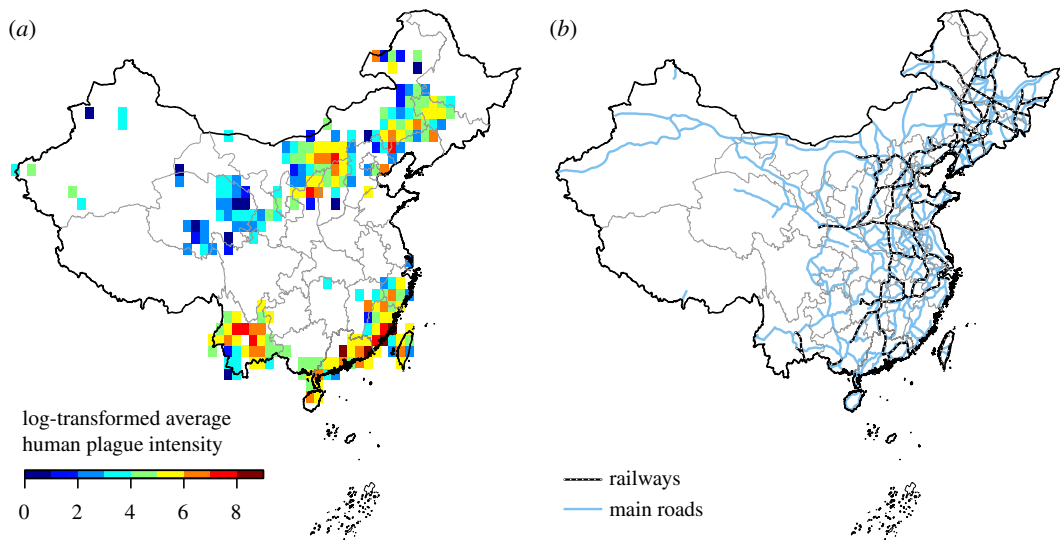 (a)
(b)
log-transformed average
human plague intensity
0 2 4 6 8
railways
main roads